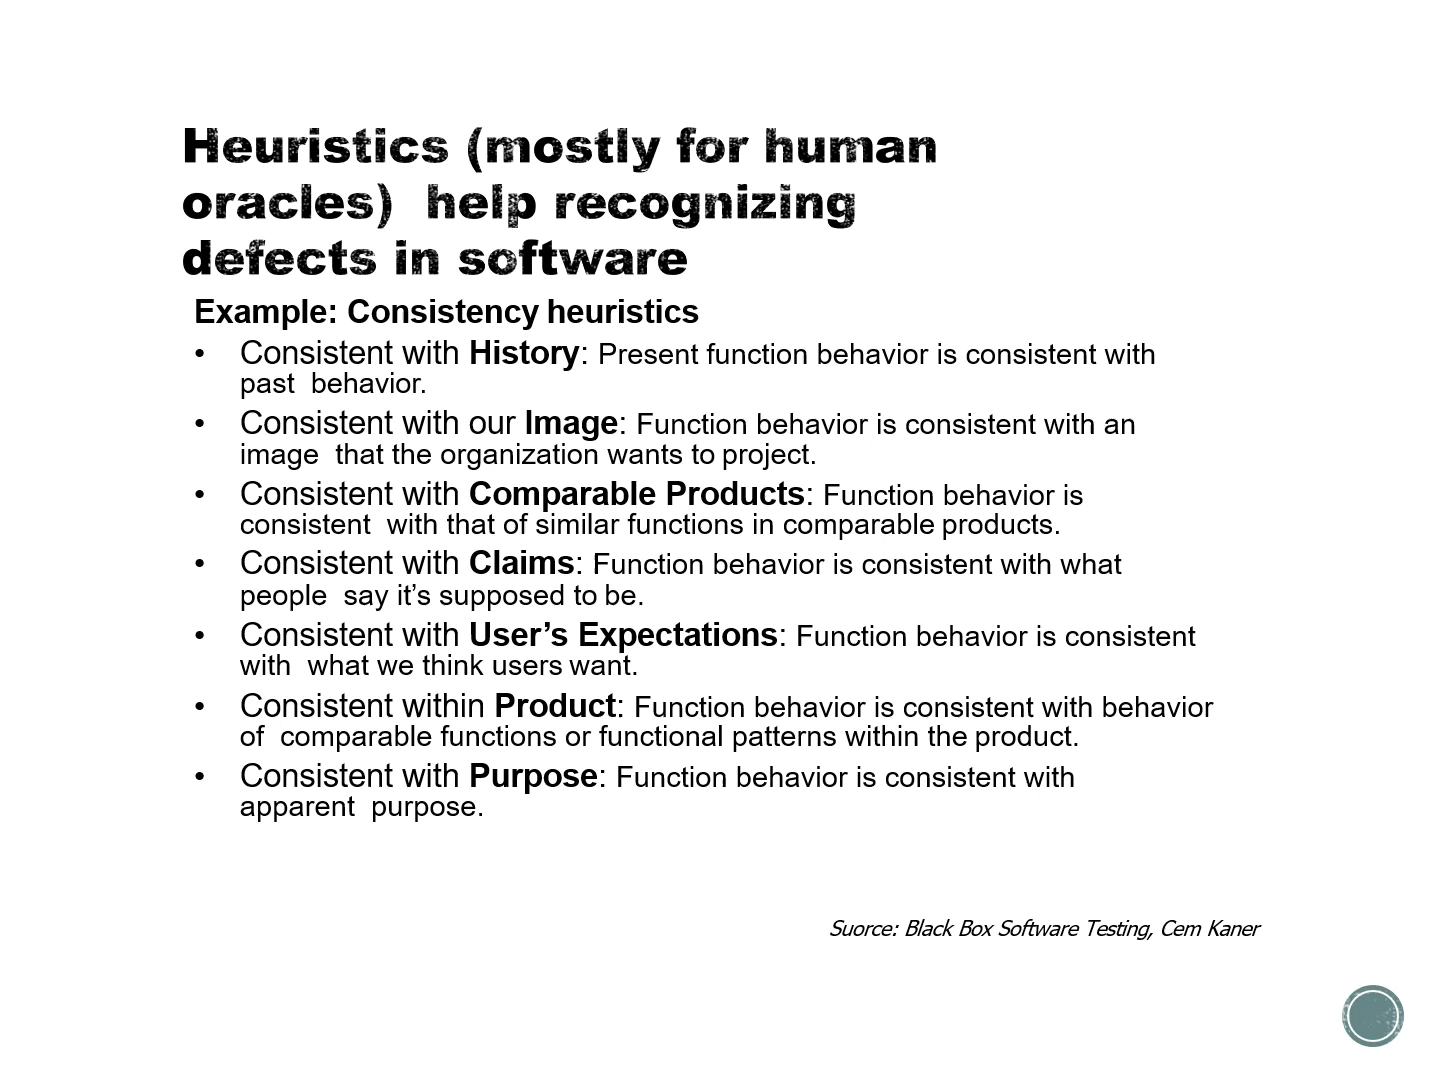 Heuristics (mostly for human
oracles)  help recognizing
defects in software
Example: Consistency heuristics
• Consistent with History: Present function behavior is consistent with
past  behavior.
• Consistent with our Image: Function behavior is consistent with an
image  that the organization wants to project.
• Consistent with Comparable Products: Function behavior is
consistent  with that of similar functions in comparable products.
• Consistent with Claims: Function behavior is consistent with what
people  say it’s supposed to be.
• Consistent with User’s Expectations: Function behavior is consistent
with  what we think users want.
• Consistent within Product: Function behavior is consistent with behavior
of  comparable functions or functional patterns within the product.
• Consistent with Purpose: Function behavior is consistent with
apparent  purpose.
Suorce: Black Box Software Testing, Cem Kaner